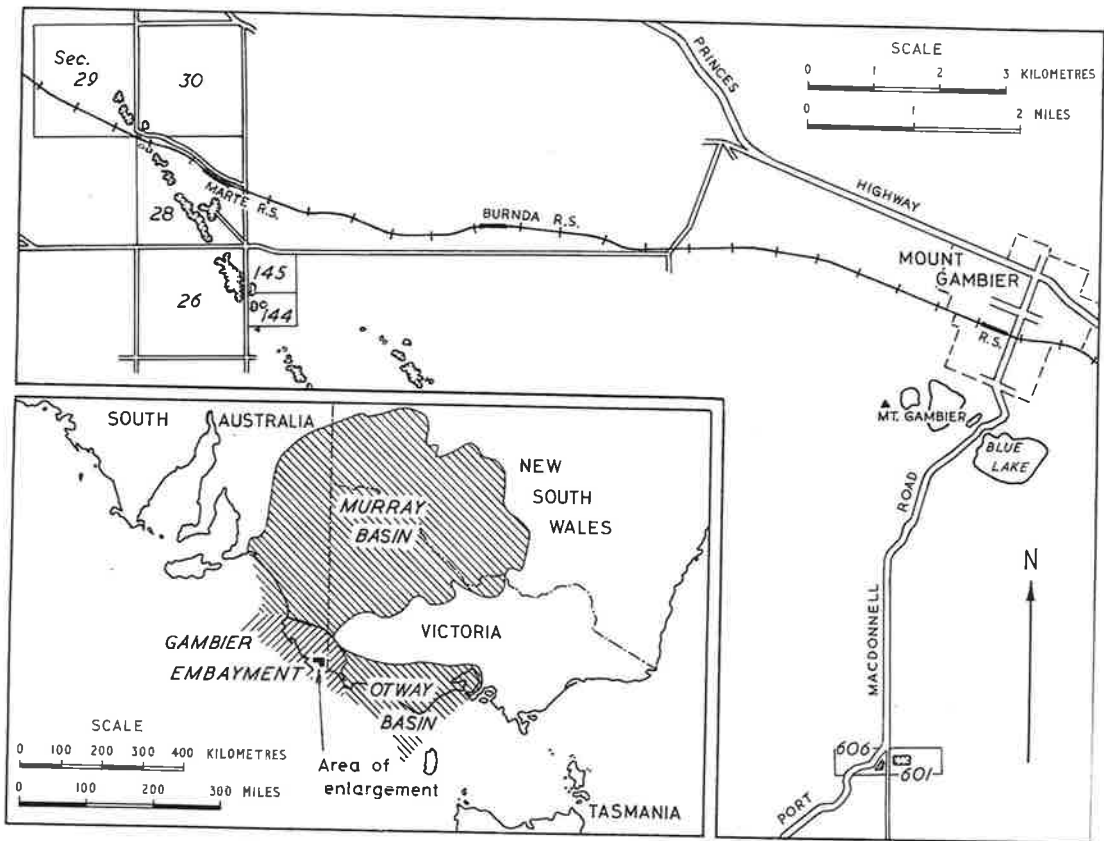 Sec.
29
30
PRINCES
SCALE
0 1 2 3 KILOMETRES
0 1 2 MILES
HIGHWAY
MARTE R.S.
28
BURNDA R.S.
MOUNT
GAMBIER
145
26
144
R.S.
MT. GAMBIER
BLUE
LAKE
ROAD
N
MACDONNELL
606
601
PORT
SOUTH AUSTRALIA
NEW
SOUTH
WALES
MURRAY
BASIN
VICTORIA
GAMBIER
EMBAYMENT
OTWAY
BASIN
SCALE
0 100 200 300 400 KILOMETRES
0 100 200 300 MILES
Area of
enlargement
TASMANIA